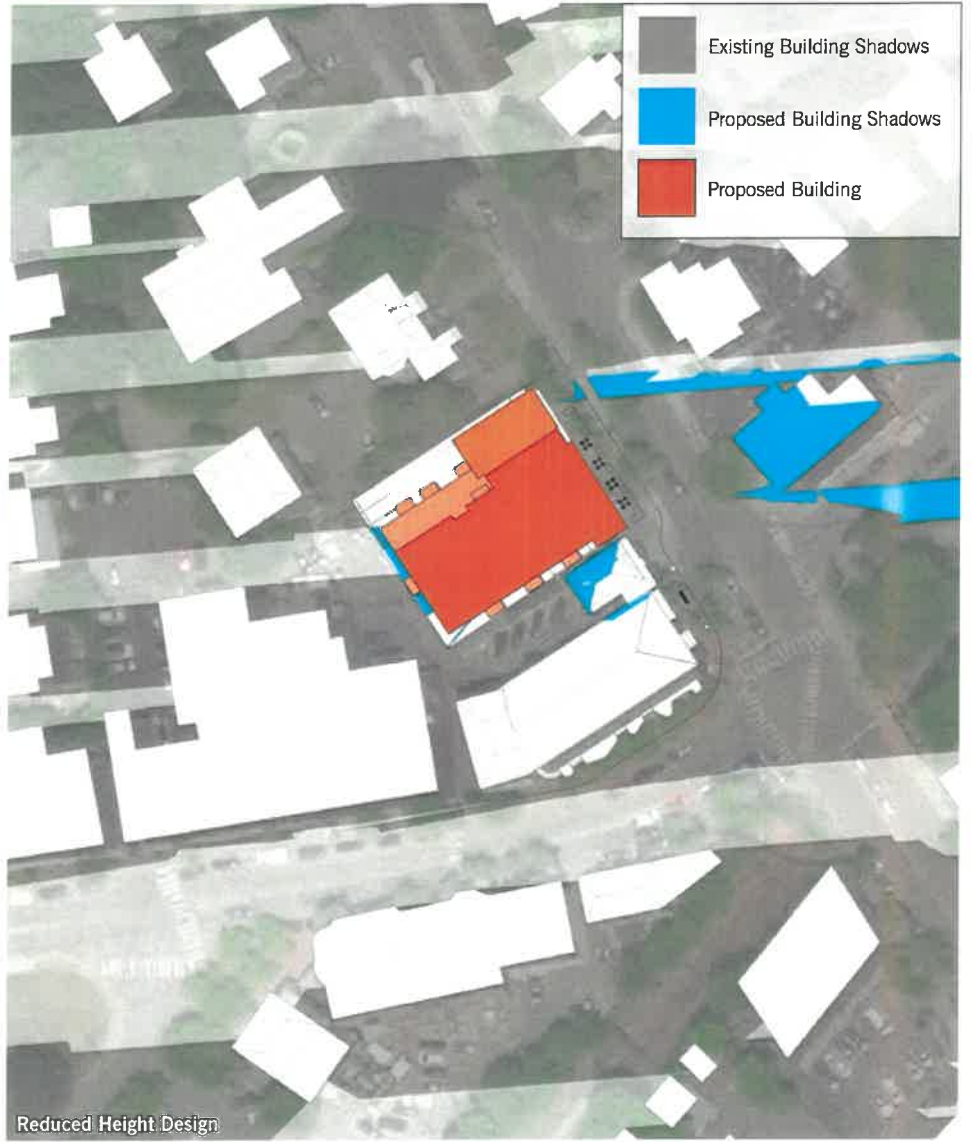 Existing Building Shadows
Proposed Building Shadows
Proposed Building
Reduced Height Design